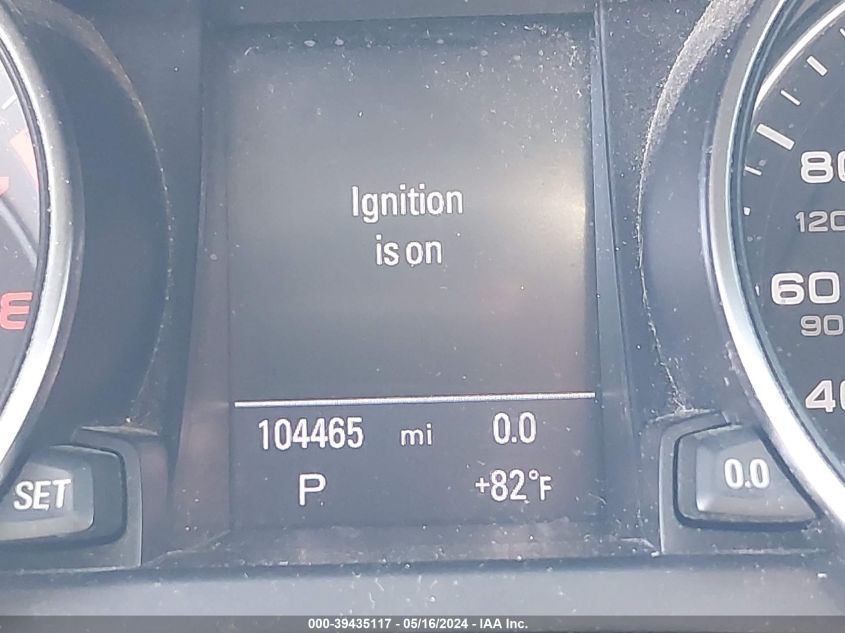 Ignition
is on
104465 mi 0.0
P +82°F
SET
0.0
80
120
60
90
40
000-39435117 - 05/16/2024 - IAA Inc.